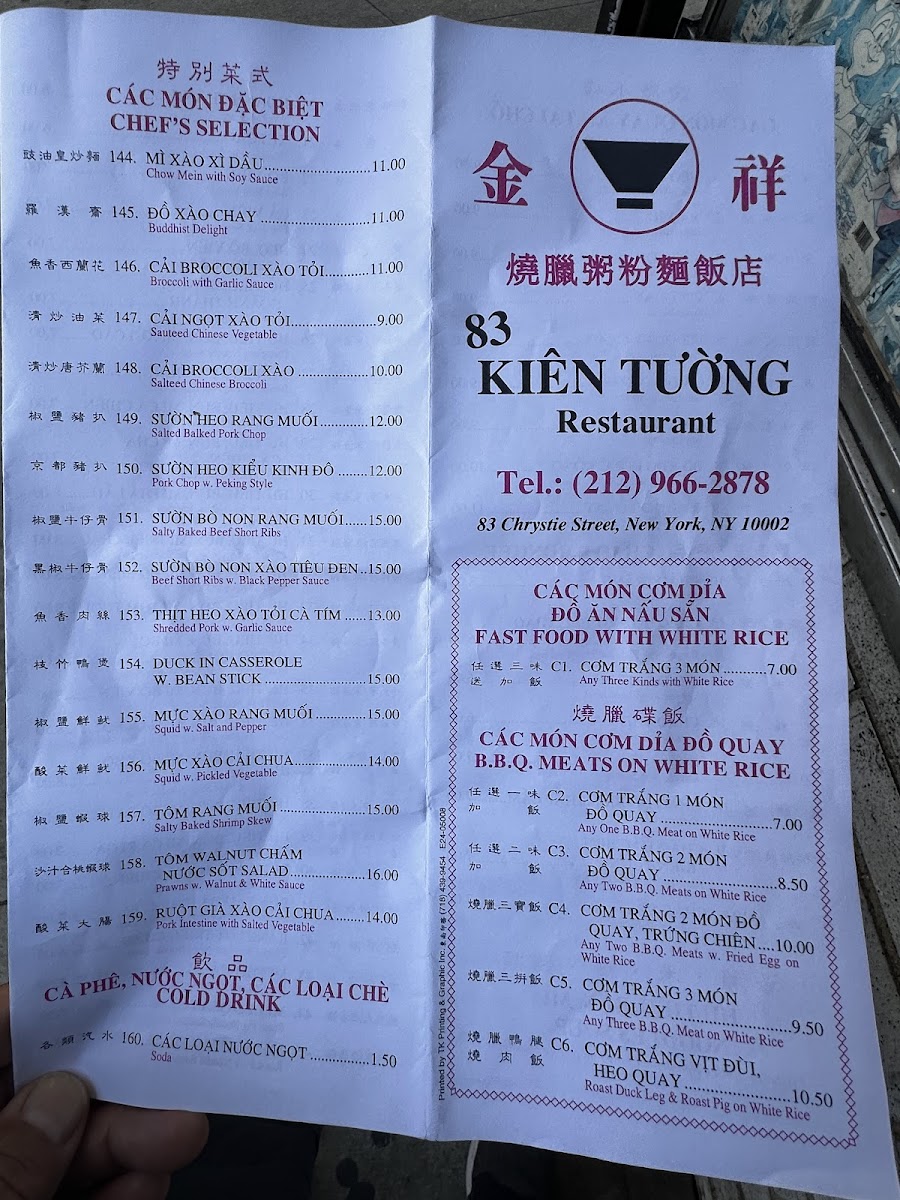 特別菜式
CÁC MÓN ĐẶC BIỆT
CHEF'S SELECTION
豉油皇炒麵 144. MÌ XÀO XÌ DẦU..............................11.00
Chow Mein with Soy Sauce
羅漢齋 145. ĐỒ XÀO CHAY ..............................11.00
Buddhist Delight
魚香西蘭花 146. CẢI BROCCOLI XÀO TỎI............11.00
Broccoli with Garlic Sauce
清炒油菜 147. CẢI NGỌT XÀO TỎI......................9.00
Sauteed Chinese Vegetable
清炒唐芥蘭 148. CẢI BROCCOLI XÀO ...................10.00
Salteed Chinese Broccoli
椒鹽豬扒 149. SƯỜN HEO RANG MUỐI.............12.00
Salted Balked Pork Chop
京都豬扒 150. SƯỜN HEO KIỂU KINH ĐÔ ........12.00
Pork Chop w. Peking Style
椒鹽牛仔骨 151. SƯỜN BÒ NON RANG MUỐI......15.00
Salty Baked Beef Short Ribs
黑椒牛仔骨 152. SƯỜN BÒ NON XÀO TIÊU ĐEN..15.00
Beef Short Ribs w. Black Pepper Sauce
魚香肉絲 153. THỊT HEO XÀO TỎI CÀ TÍM ......13.00
Shredded Pork w. Garlic Sauce
枝竹鴨煲 154. DUCK IN CASSEROLE
W. BEAN STICK ...........................15.00
椒鹽鮮魷 155. MỰC XÀO RANG MUỐI ................15.00
Squid w. Salt and Pepper
酸菜鮮魷 156. MỰC XÀO CẢI CHUA....................14.00
Squid w. Pickled Vegetable
椒鹽蝦球 157. TÔM RANG MUỐI ........................15.00
Salty Baked Shrimp Skew
沙汁合桃蝦球 158. TÔM WALNUT CHẤM
NƯỚC SỐT SALAD.....................16.00
Prawns w. Walnut & White Sauce
酸菜大腸 159. RUỘT GIÀ XÀO CẢI CHUA........14.00
Pork Intestine with Salted Vegetable
飲品
CÀ PHÊ, NƯỚC NGỌT, CÁC LOẠI CHÈ
COLD DRINK
各類汽水 160. CÁC LOẠI NƯỚC NGỌT ................1.50
Soda
金祥
燒臘粥粉麵飯店
83
KIÊN TƯỜNG
Restaurant
Tel.: (212) 966-2878
83 Chrystie Street, New York, NY 10002
CÁC MÓN CƠM DỈA
ĐỒ ĂN NẤU SẴN
FAST FOOD WITH WHITE RICE
任選三味 C1. CƠM TRẮNG 3 MÓN ...........7.00
送加飯 Any Three Kinds with White Rice
燒臘碟飯
CÁC MÓN CƠM DỈA ĐỒ QUAY
B.B.Q. MEATS ON WHITE RICE
任選一味 C2. CƠM TRẮNG 1 MÓN
加飯 ĐỒ QUAY ...........................7.00
Any One B.B.Q. Meat on White Rice
任選二味 C3. CƠM TRẮNG 2 MÓN
加飯 ĐỒ QUAY ...........................8.50
Any Two B.B.Q. Meats on White Rice
燒臘三寶飯 C4. CƠM TRẮNG 2 MÓN ĐỒ
QUAY, TRỨNG CHIÊN....10.00
Any Two B.B.Q. Meats w. Fried Egg on
White Rice
燒臘三拼飯 C5. CƠM TRẮNG 3 MÓN
ĐỒ QUAY ...........................9.50
Any Three B.B.Q. Meat on White Rice
燒臘鴨腿 C6. CƠM TRẮNG VỊT ĐÙI,
燒肉飯 HEO QUAY ..........................10.50
Roast Duck Leg & Roast Pig on White Rice
Printed by TK Printing & Graphic Inc. (718) 439-9454 E24-05008